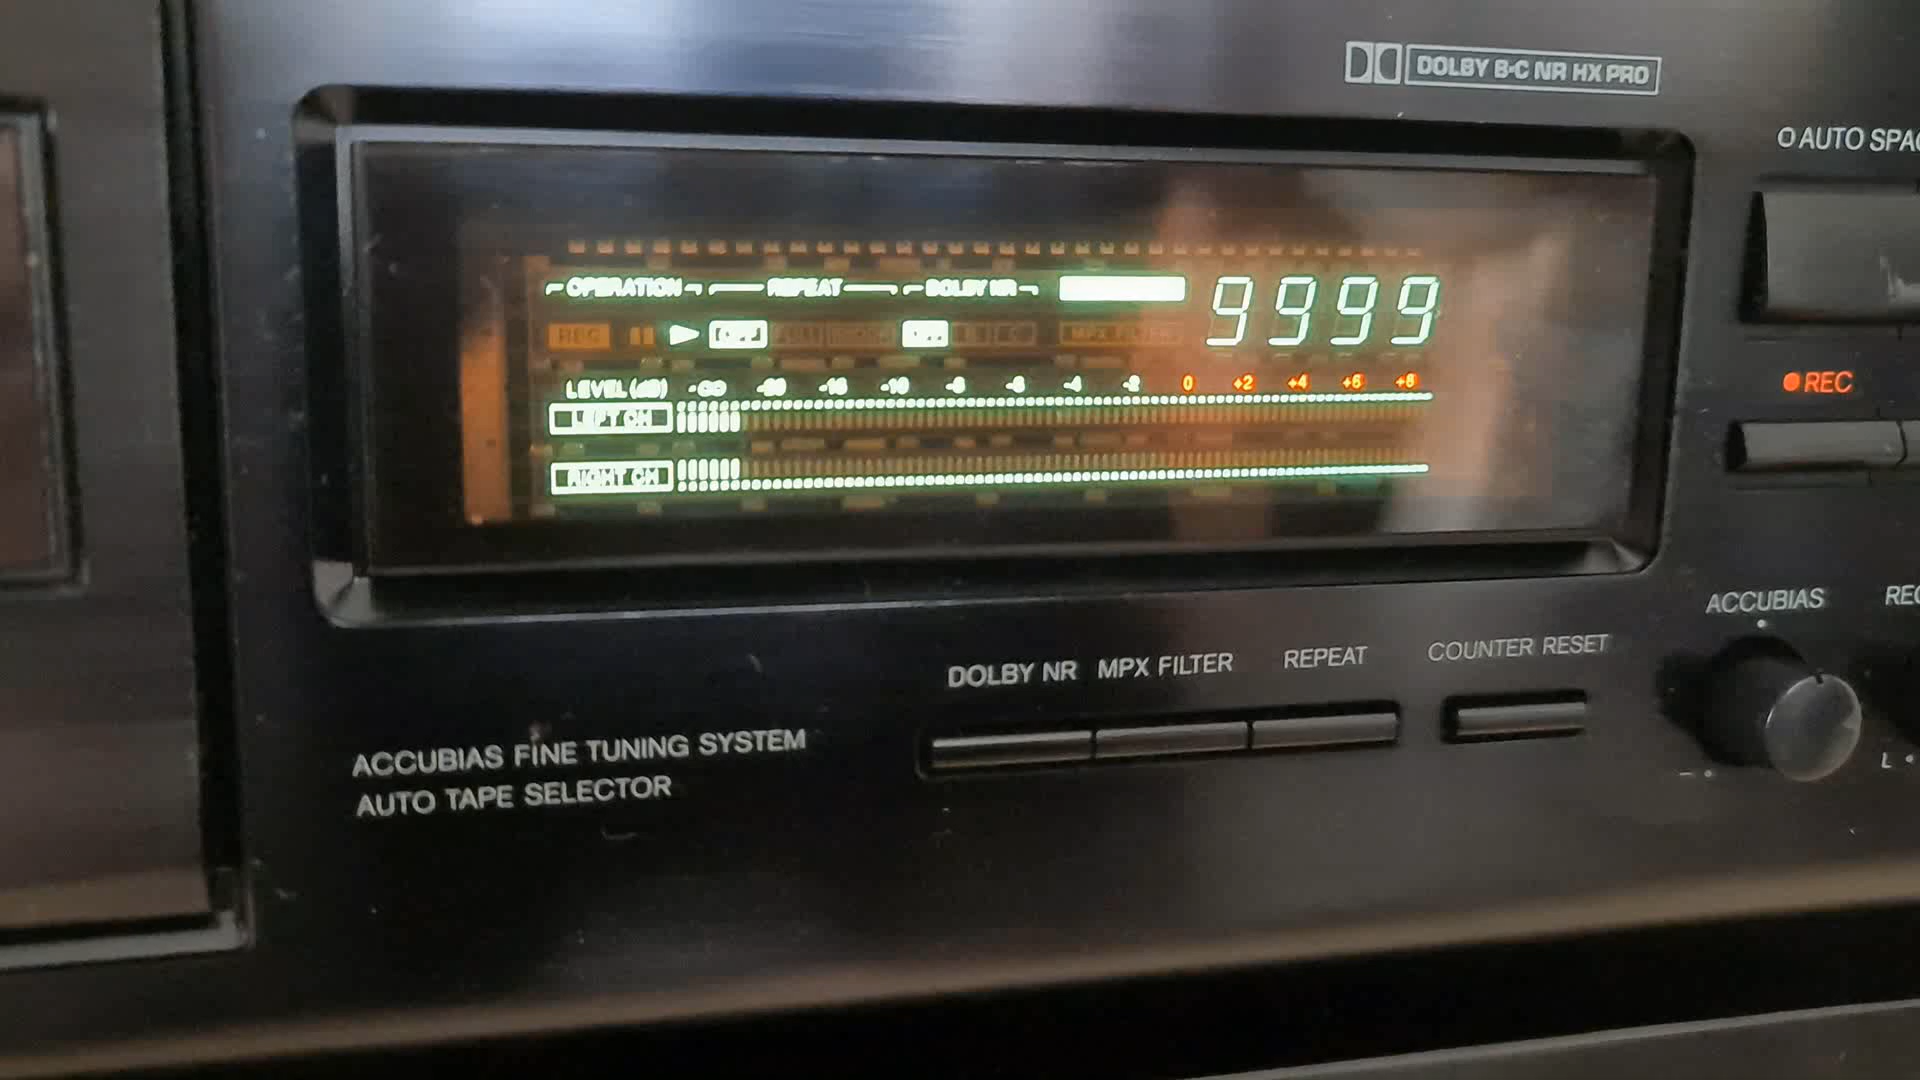 DOLBY B·C NR HX PRO
AUTO SPAC
OPERATION REPEAT DOLBY NR 9999
REC OFF OFF MPX FILTER
LEVEL (dB) -∞ -20 -10 -6 -4 -2 0 +2 +4 +6 +8
LEFT CH
RIGHT CH
REC
ACCUBIAS REC
DOLBY NR MPX FILTER REPEAT COUNTER RESET
ACCUBIAS FINE TUNING SYSTEM
AUTO TAPE SELECTOR
L